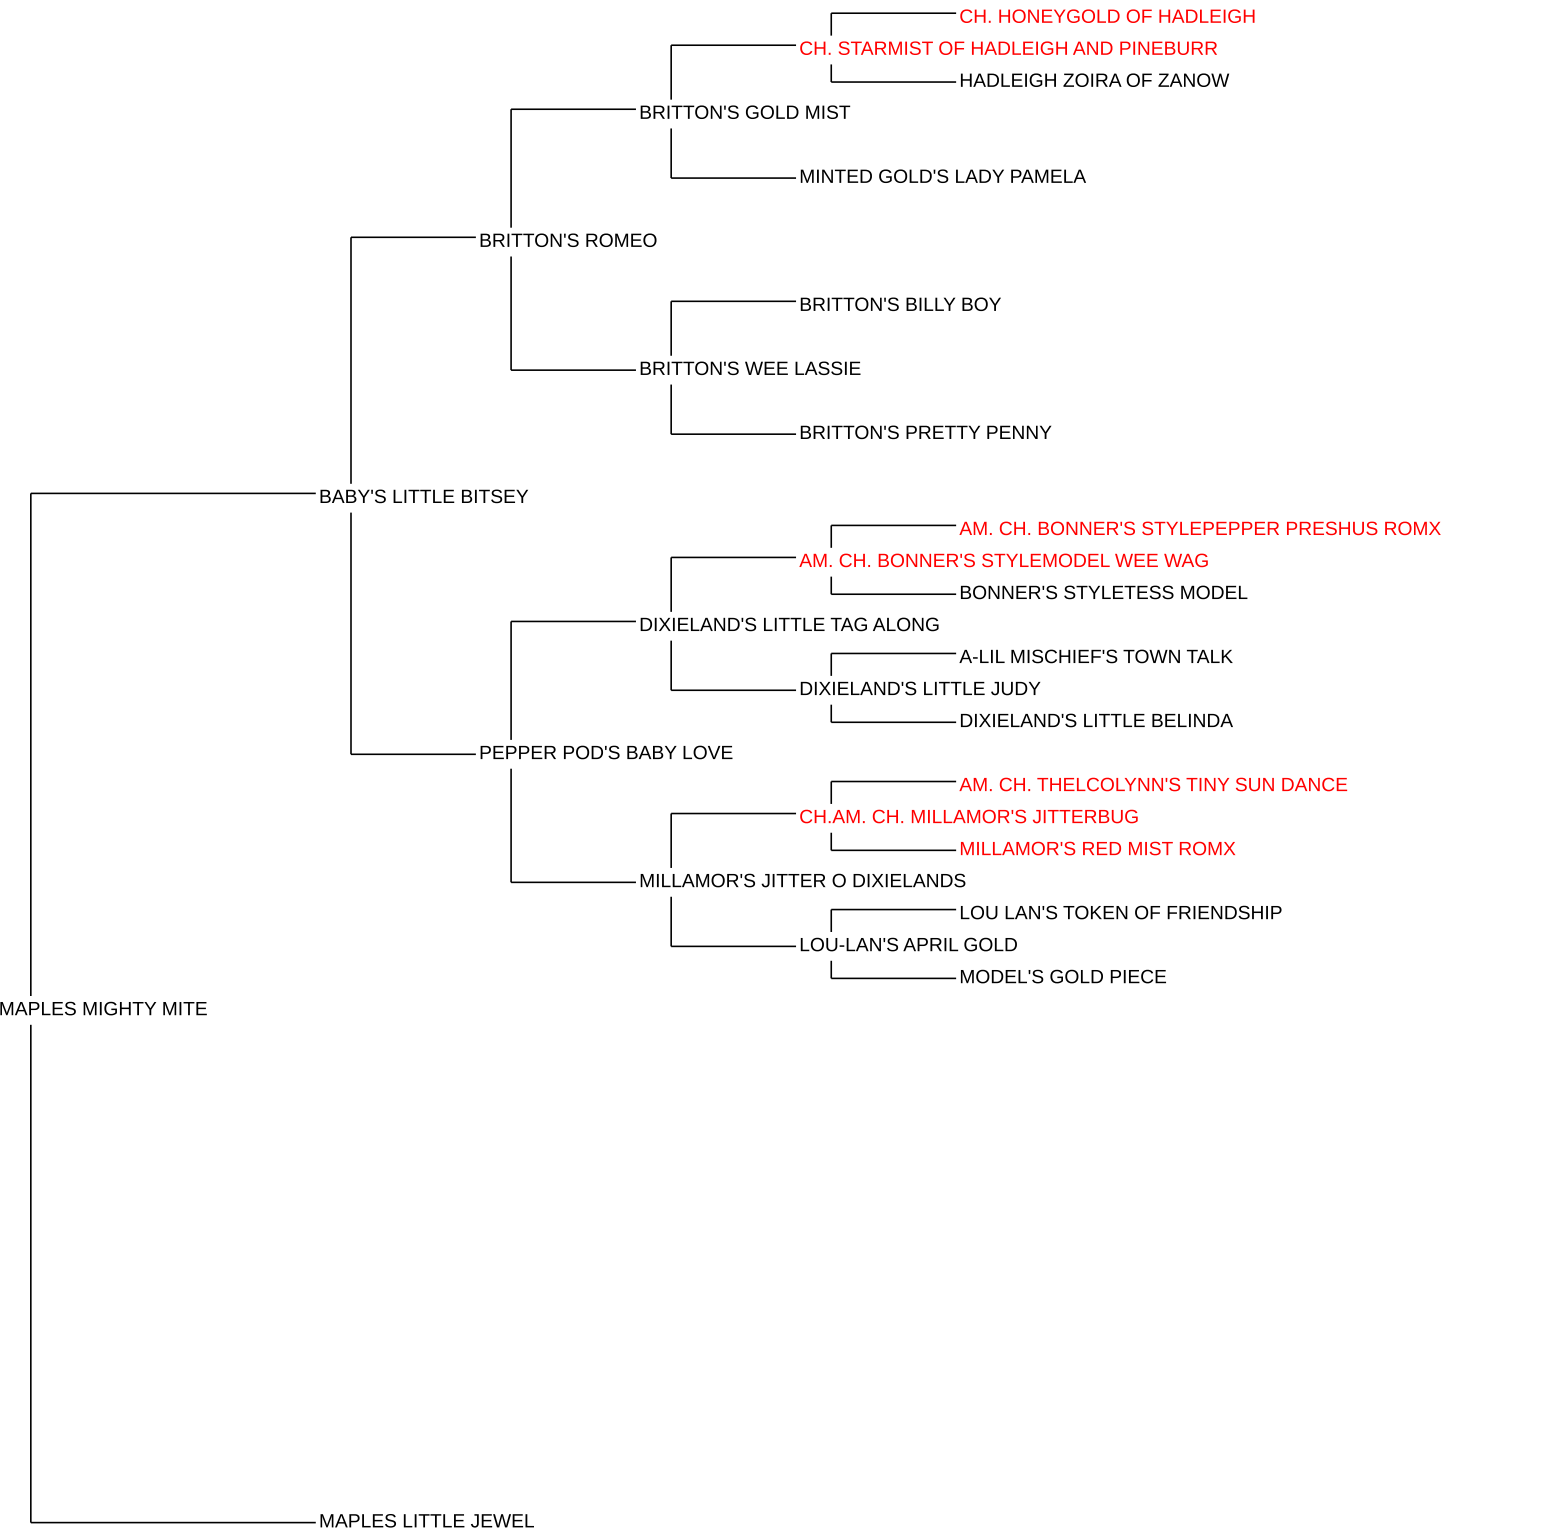 CH. HONEYGOLD OF HADLEIGH
CH. STARMIST OF HADLEIGH AND PINEBURR
HADLEIGH ZOIRA OF ZANOW
BRITTON'S GOLD MIST
MINTED GOLD'S LADY PAMELA
BRITTON'S ROMEO
BRITTON'S BILLY BOY
BRITTON'S WEE LASSIE
BRITTON'S PRETTY PENNY
BABY'S LITTLE BITSEY
AM. CH. BONNER'S STYLEPEPPER PRESHUS ROMX
AM. CH. BONNER'S STYLEMODEL WEE WAG
BONNER'S STYLETESS MODEL
DIXIELAND'S LITTLE TAG ALONG
A-LIL MISCHIEF'S TOWN TALK
DIXIELAND'S LITTLE JUDY
DIXIELAND'S LITTLE BELINDA
PEPPER POD'S BABY LOVE
AM. CH. THELCOLYNN'S TINY SUN DANCE
CH.AM. CH. MILLAMOR'S JITTERBUG
MILLAMOR'S RED MIST ROMX
MILLAMOR'S JITTER O DIXIELANDS
LOU LAN'S TOKEN OF FRIENDSHIP
LOU-LAN'S APRIL GOLD
MODEL'S GOLD PIECE
MAPLES MIGHTY MITE
MAPLES LITTLE JEWEL